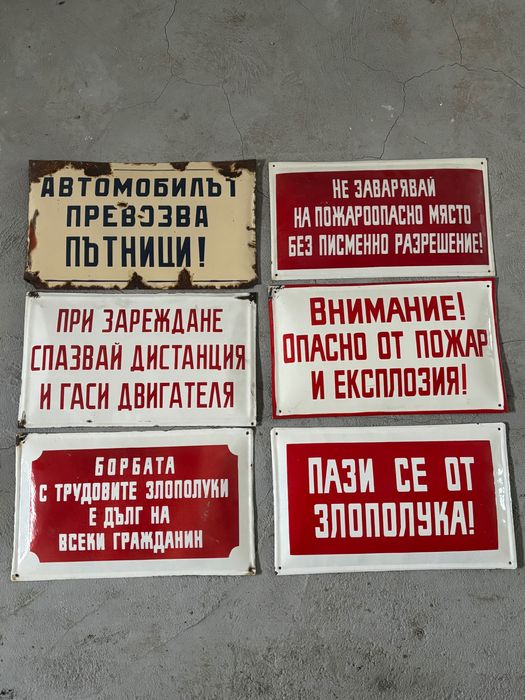 АВТОМОБИЛЪТ
ПРЕВОЗВА
ПЪТНИЦИ!
НЕ ЗАВАРЯВАЙ
НА ПОЖАРООПАСНО МЯСТО
БЕЗ ПИСМЕННО РАЗРЕШЕНИЕ!
ПРИ ЗАРЕЖДАНЕ
СПАЗВАЙ ДИСТАНЦИЯ
И ГАСИ ДВИГАТЕЛЯ
ВНИМАНИЕ!
ОПАСНО ОТ ПОЖАР
И ЕКСПЛОЗИЯ!
БОРБАТА
С ТРУДОВИТЕ ЗЛОПОЛУКИ
Е ДЪЛГ НА
ВСЕКИ ГРАЖДАНИН
ПАЗИ СЕ ОТ
ЗЛОПОЛУКА!